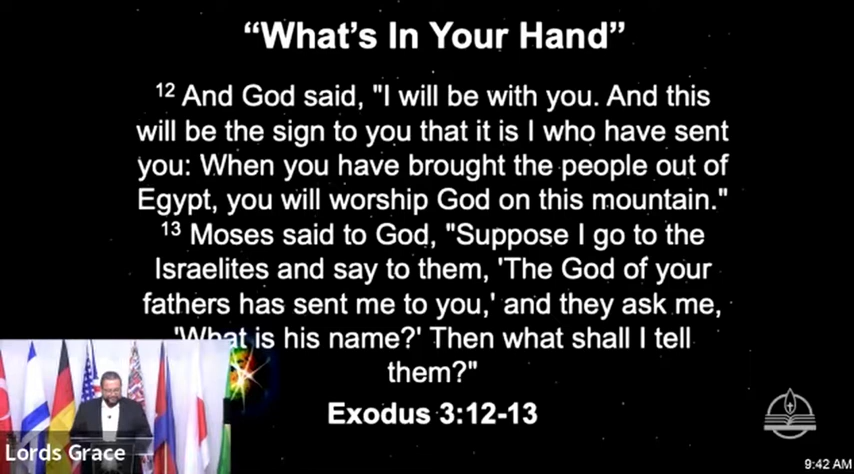 “What’s In Your Hand”
12 And God said, "I will be with you. And this
will be the sign to you that it is I who have sent
you: When you have brought the people out of
Egypt, you will worship God on this mountain."
13 Moses said to God, "Suppose I go to the
Israelites and say to them, 'The God of your
fathers has sent me to you,' and they ask me,
'What is his name?' Then what shall I tell
them?"
Exodus 3:12-13
Lords Grace
9:42 AM